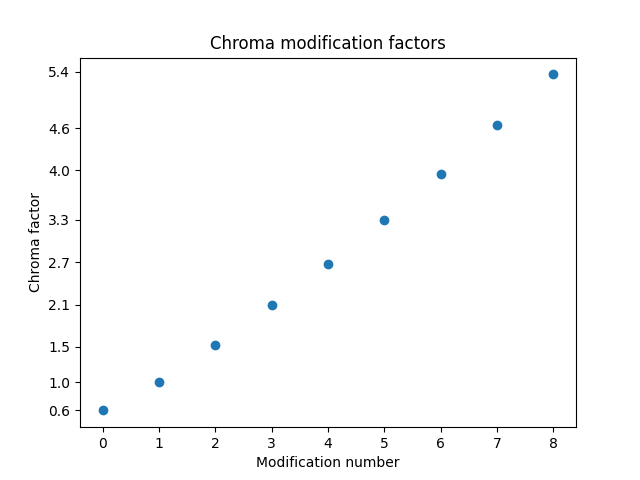 Chroma modification factors
Chroma factor
5.4
4.6
4.0
3.3
2.7
2.1
1.5
1.0
0.6
0 1 2 3 4 5 6 7 8
Modification number